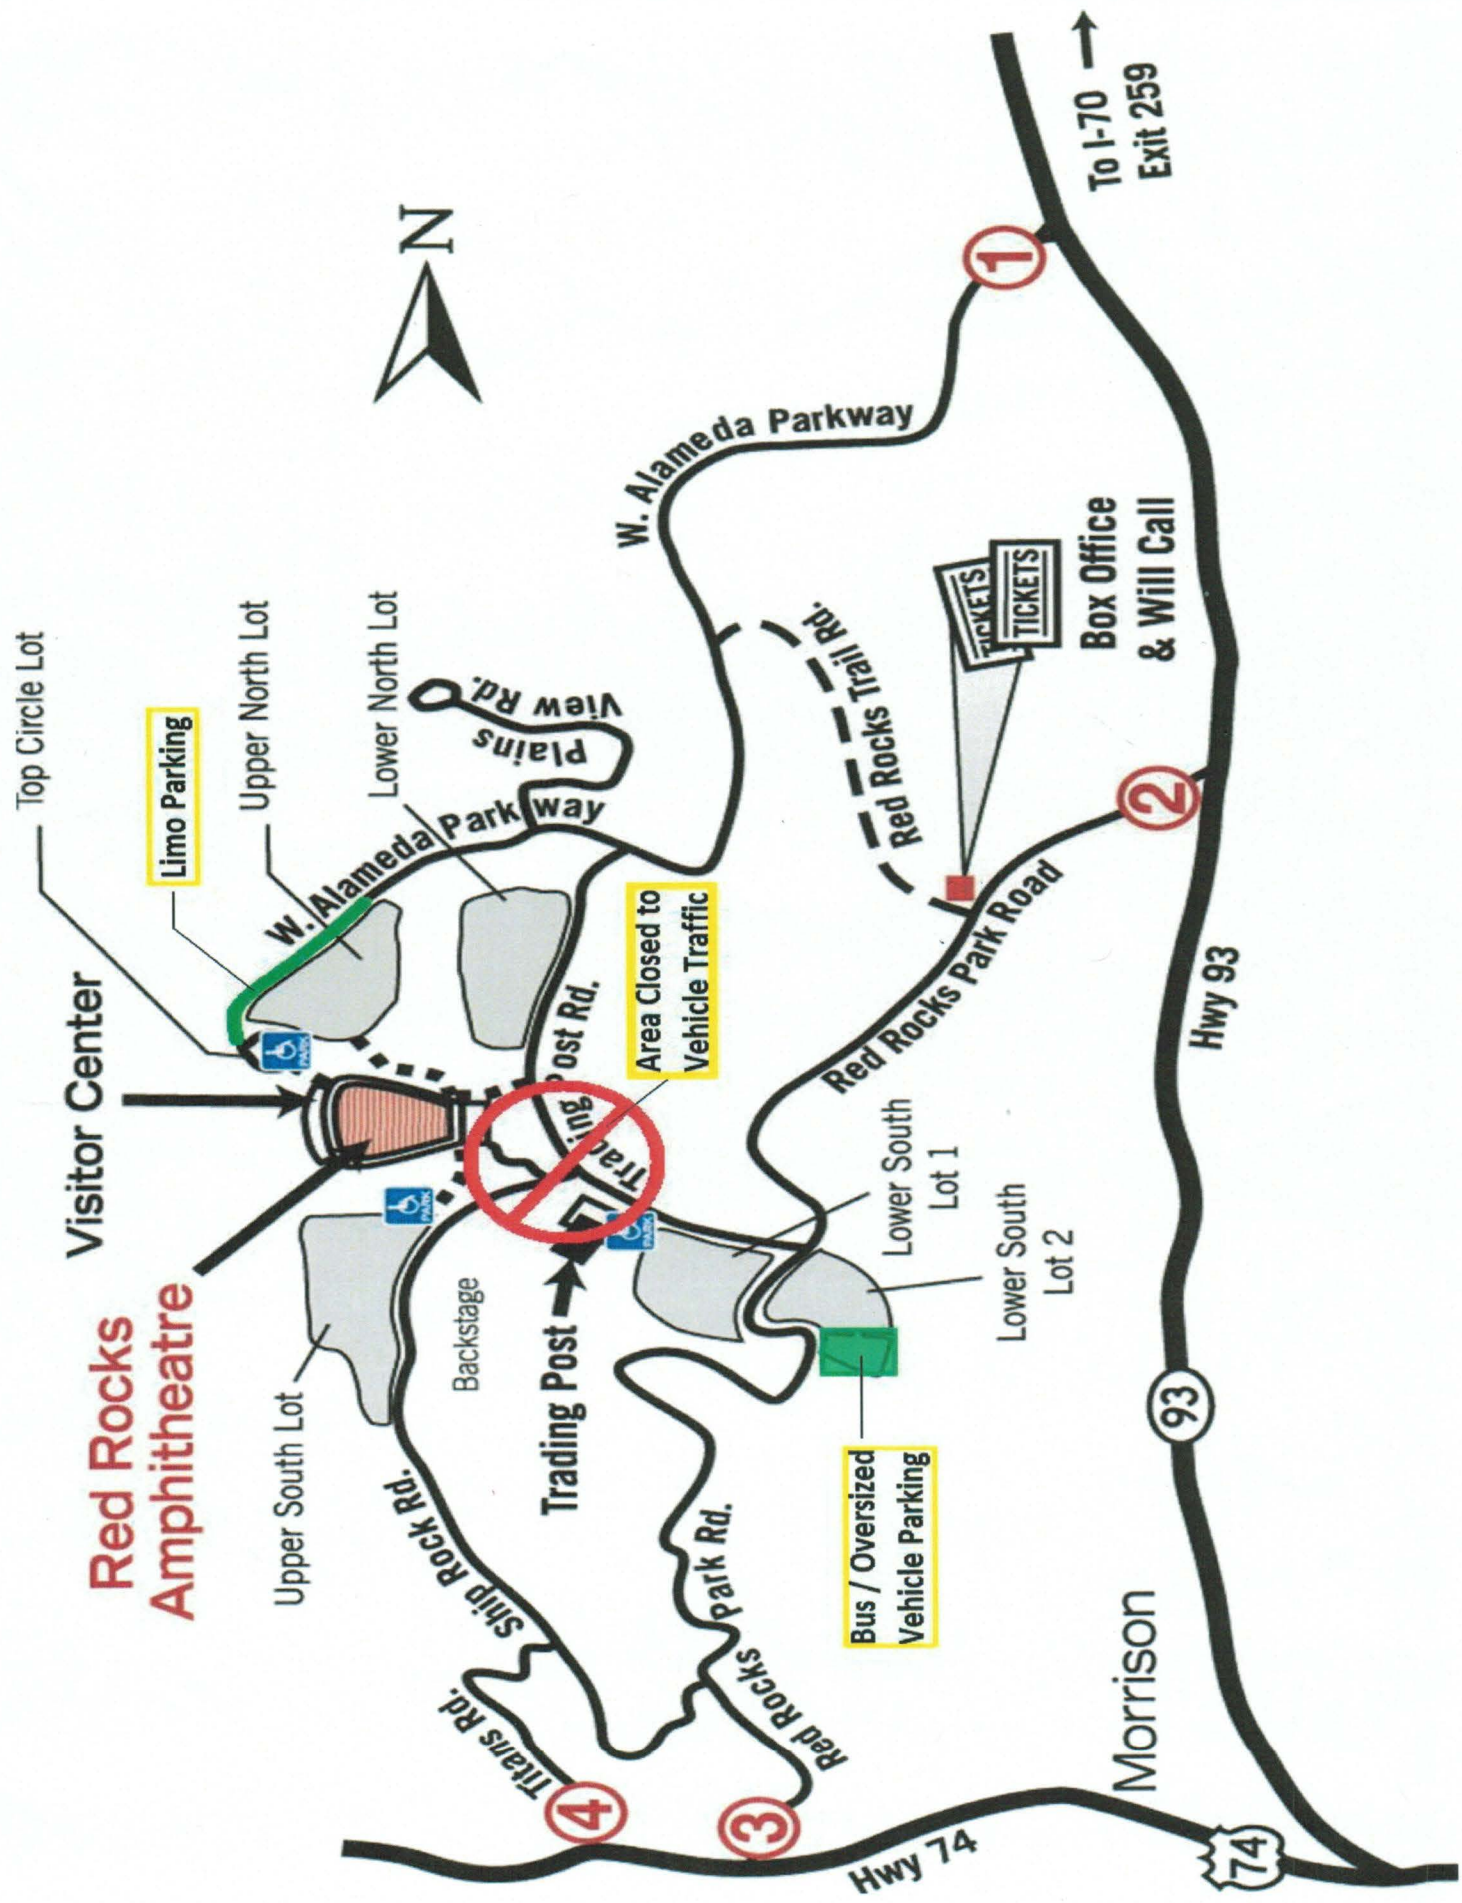 Red Rocks
Amphitheatre
Visitor Center
Top Circle Lot
Limo Parking
Upper North Lot
Lower North Lot
W. Alameda Parkway
Plains
View Rd.
N
W. Alameda Parkway
1
To I-70
Exit 259
PARK
PARK
PARK
Upper South Lot
Backstage
Trading Post
Trading Post Rd.
Area Closed to
Vehicle Traffic
Red Rocks Trail Rd.
TICKETS
TICKETS
Box Office
& Will Call
2
Red Rocks Park Road
Lower South
Lot 1
Lower South
Lot 2
Bus / Oversized
Vehicle Parking
Ship Rock Rd.
Titans Rd.
4
Red Rocks Park Rd.
3
Hwy 74
74
Morrison
93
Hwy 93